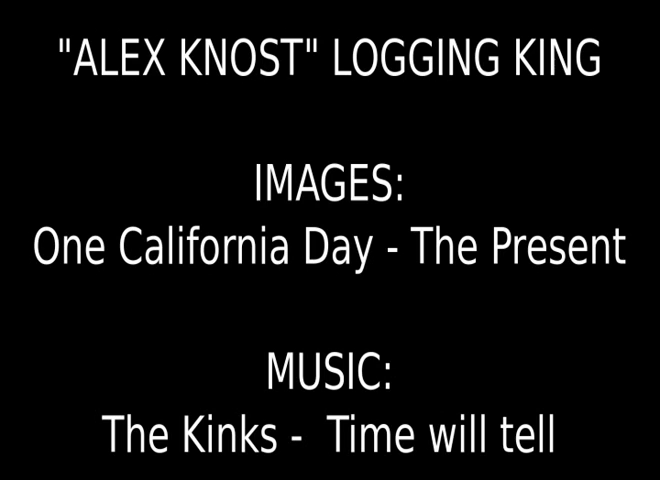 "ALEX KNOST" LOGGING KING
IMAGES:
One California Day - The Present
MUSIC:
The Kinks -  Time will tell